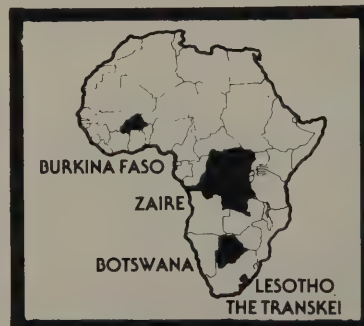 BURKINA FASO
ZAIRE
BOTSWANA
LESOTHO
THE TRANSKEI